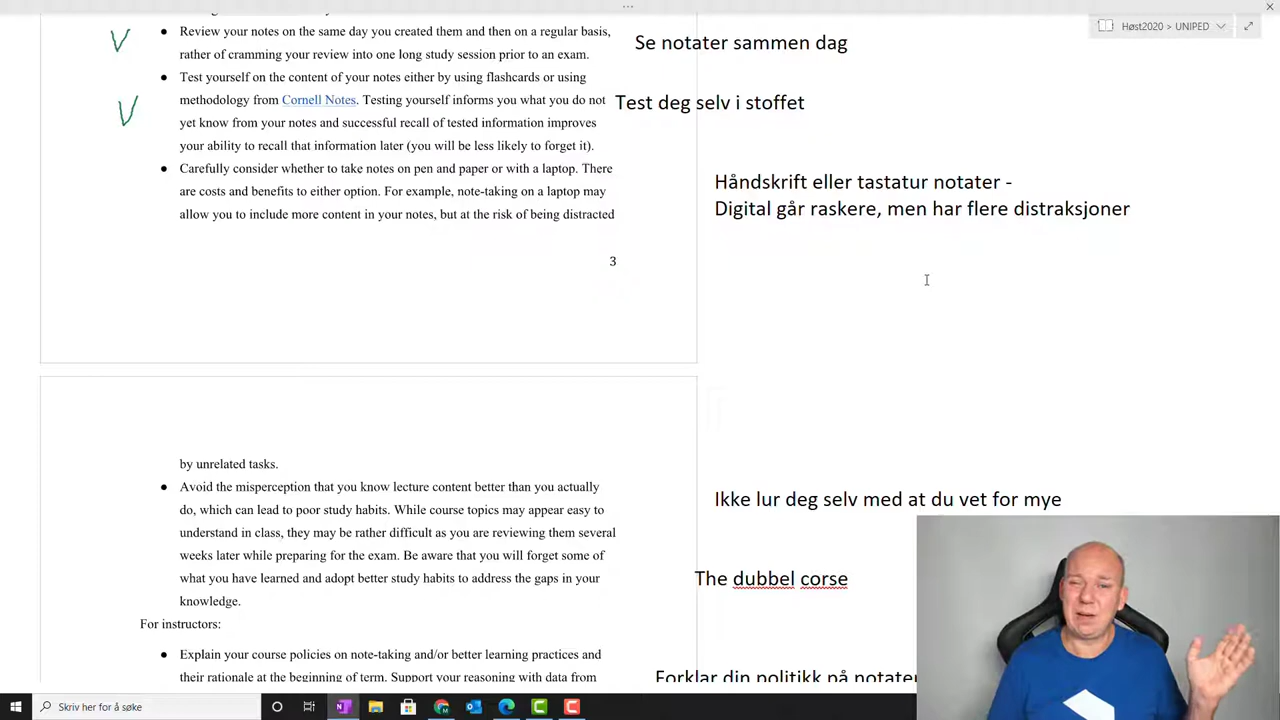 Høst2020 > UNIPED
Review your notes on the same day you created them and then on a regular basis,
rather of cramming your review into one long study session prior to an exam.
Se notater sammen dag
Test yourself on the content of your notes either by using flashcards or using
methodology from Cornell Notes. Testing yourself informs you what you do not
yet know from your notes and successful recall of tested information improves
your ability to recall that information later (you will be less likely to forget it).
Test deg selv i stoffet
Carefully consider whether to take notes on pen and paper or with a laptop. There
are costs and benefits to either option. For example, note-taking on a laptop may
allow you to include more content in your notes, but at the risk of being distracted
Håndskrift eller tastatur notater -
Digital går raskere, men har flere distraksjoner
3
by unrelated tasks.
Avoid the misperception that you know lecture content better than you actually
do, which can lead to poor study habits. While course topics may appear easy to
understand in class, they may be rather difficult as you are reviewing them several
weeks later while preparing for the exam. Be aware that you will forget some of
what you have learned and adopt better study habits to address the gaps in your
knowledge.
Ikke lur deg selv med at du vet for mye
The dubbel corse
For instructors:
Explain your course policies on note-taking and/or better learning practices and
their rationale at the beginning of term. Support your reasoning with data from
Forklar din politikk på notater
Skriv her for å søke